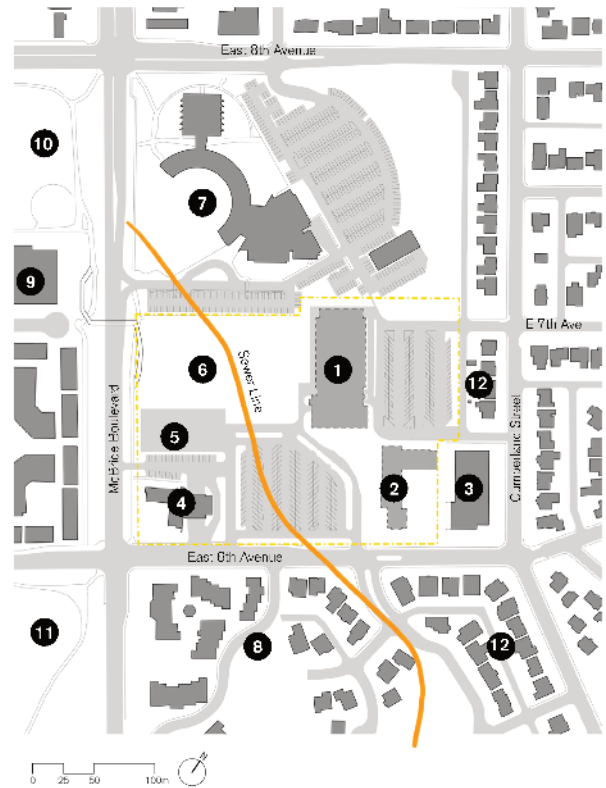 East 8th Avenue
10
7
9
E 7th Ave
6
1
Sewer Line
12
McBride Boulevard
Cumberland Street
5
4
2
3
East 6th Avenue
11
8
12
N
0 25 50 100m